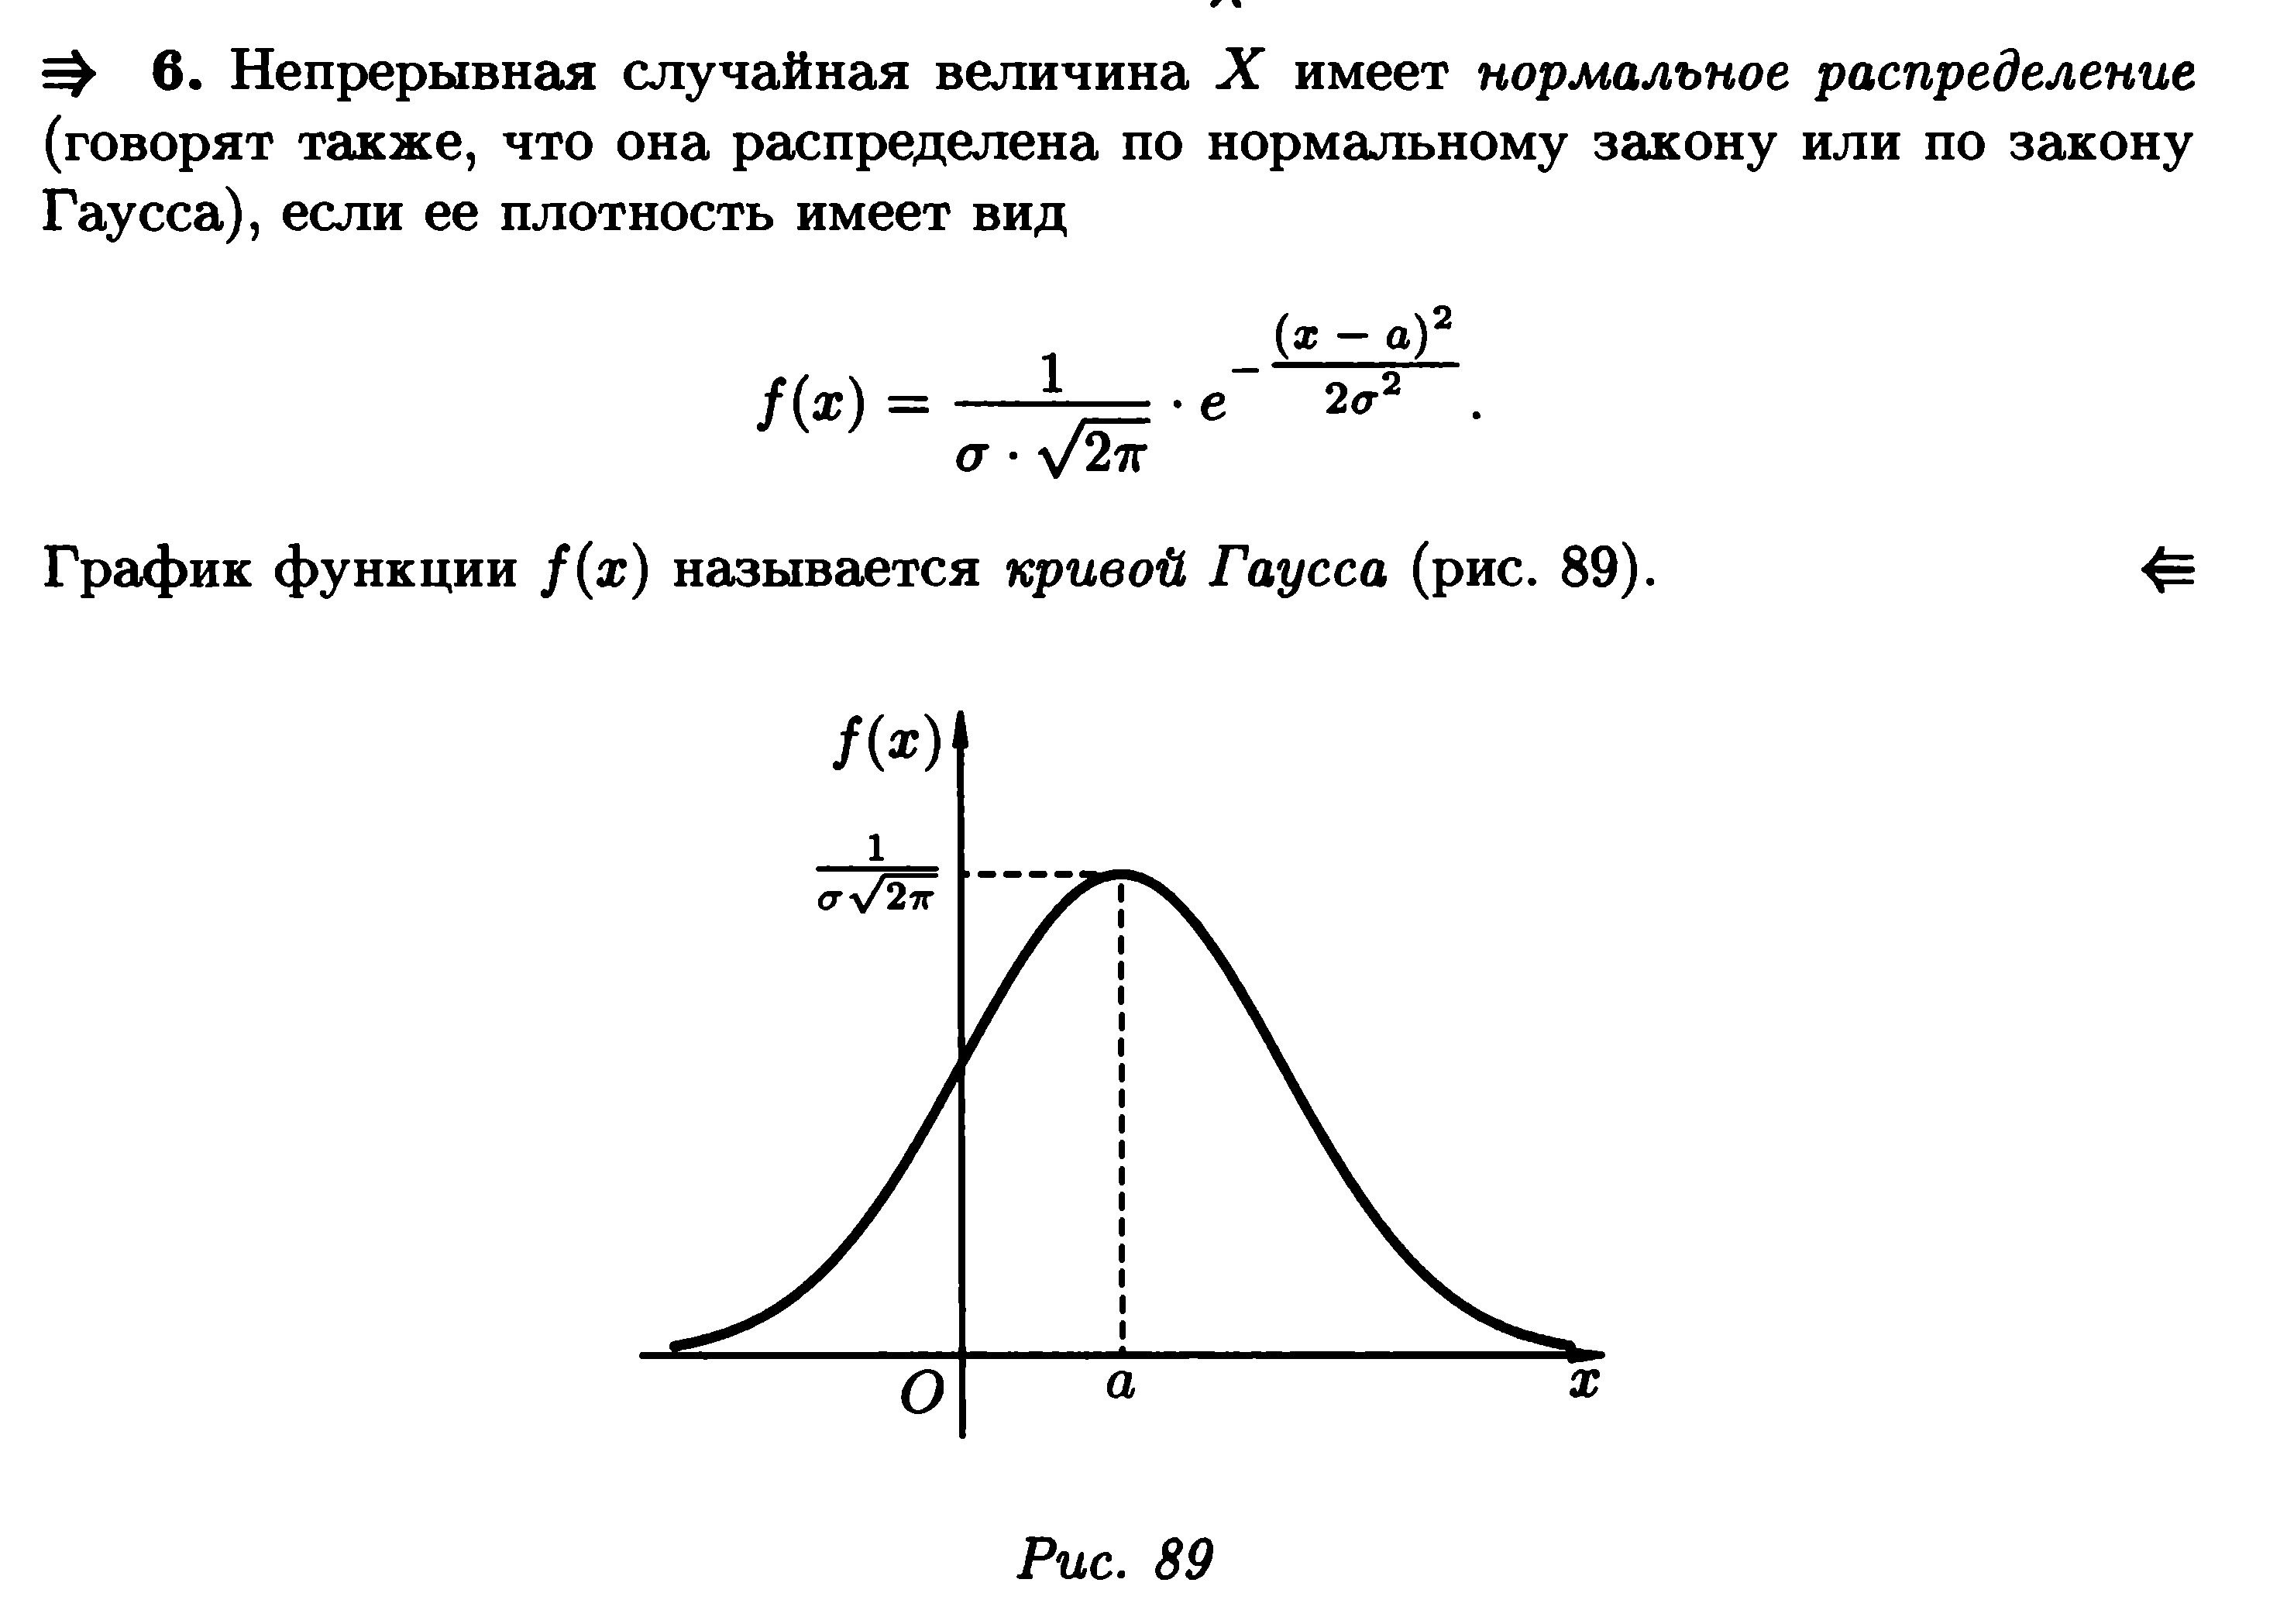 ⇛ 6. Непрерывная случайная величина X имеет нормальное распределение
(говорят также, что она распределена по нормальному закону или по закону
Гаусса), если ее плотность имеет вид
f(x) = 1/(σ · √(2π)) · e^(−(x − a)²/(2σ²)).
График функции f(x) называется кривой Гаусса (рис. 89). ⇚
f(x)
1/(σ√(2π))
O a x
Рис. 89